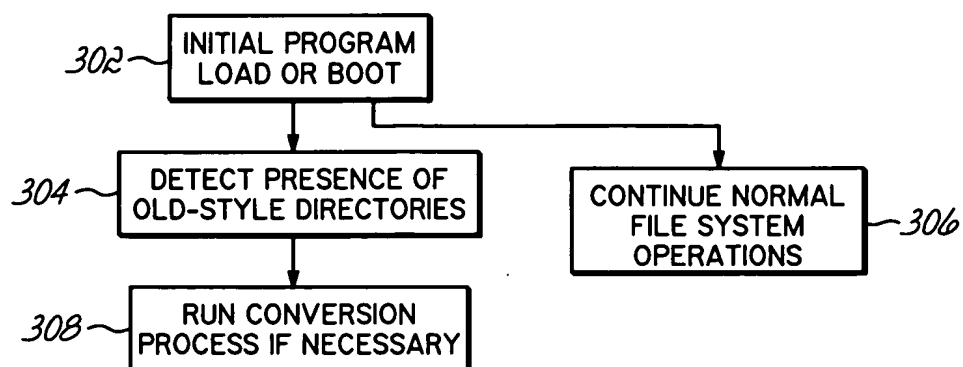 302
INITIAL PROGRAM
LOAD OR BOOT
304
DETECT PRESENCE OF
OLD-STYLE DIRECTORIES
CONTINUE NORMAL
FILE SYSTEM
OPERATIONS
306
308
RUN CONVERSION
PROCESS IF NECESSARY